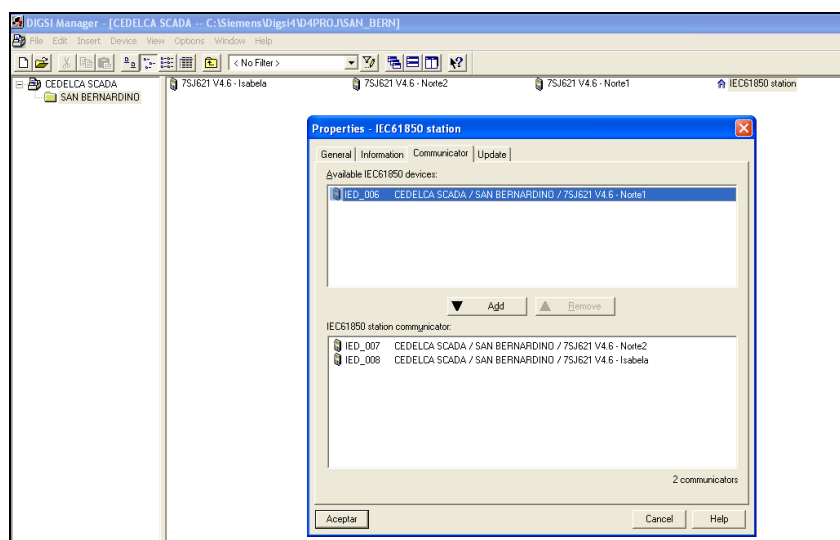 DIGSI Manager - [CEDELCA SCADA -- C:\Siemens\Digsi4\D4PROJ\SAN_BERN]
File Edit Insert Device View Options Window Help
< No Filter >
CEDELCA SCADA
SAN BERNARDINO
7SJ621 V4.6 - Isabela
7SJ621 V4.6 - Norte2
7SJ621 V4.6 - Norte1
IEC61850 station
Properties - IEC61850 station
General Information Communicator Update
Available IEC61850 devices:
IED_006 CEDELCA SCADA / SAN BERNARDINO / 7SJ621 V4.6 - Norte1
Add Remove
IEC61850 station communicator:
IED_007 CEDELCA SCADA / SAN BERNARDINO / 7SJ621 V4.6 - Norte2
IED_008 CEDELCA SCADA / SAN BERNARDINO / 7SJ621 V4.6 - Isabela
2 communicators
Aceptar Cancel Help